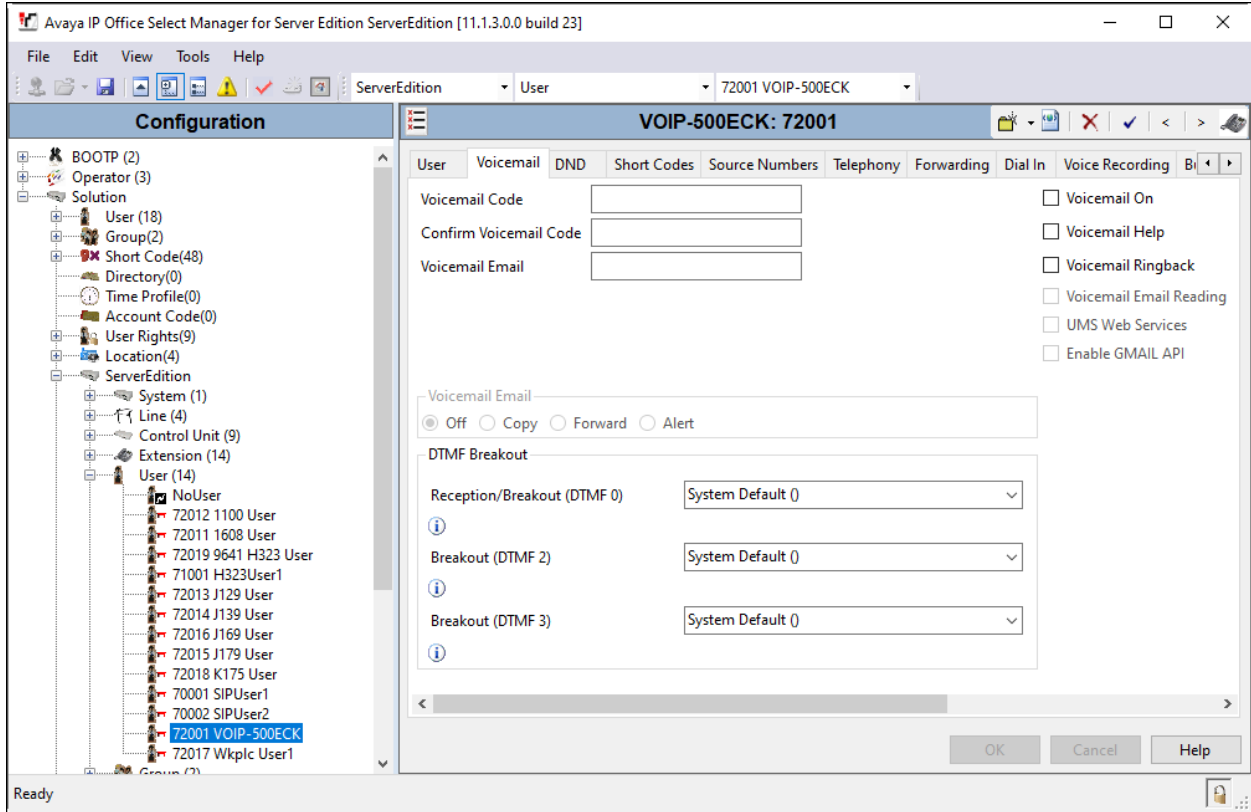 Avaya IP Office Select Manager for Server Edition ServerEdition [11.1.3.0.0 build 23]
File Edit View Tools Help
ServerEdition User 72001 VOIP-500ECK
Configuration
BOOTP (2)
Operator (3)
Solution
User (18)
Group(2)
Short Code(48)
Directory(0)
Time Profile(0)
Account Code(0)
User Rights(9)
Location(4)
ServerEdition
System (1)
Line (4)
Control Unit (9)
Extension (14)
User (14)
NoUser
72012 1100 User
72011 1608 User
72019 9641 H323 User
71001 H323User1
72013 J129 User
72014 J139 User
72016 J169 User
72015 J179 User
72018 K175 User
70001 SIPUser1
70002 SIPUser2
72001 VOIP-500ECK
72017 Wkplc User1
Group (2)
VOIP-500ECK: 72001
User Voicemail DND Short Codes Source Numbers Telephony Forwarding Dial In Voice Recording
Voicemail Code
Confirm Voicemail Code
Voicemail Email
Voicemail On
Voicemail Help
Voicemail Ringback
Voicemail Email Reading
UMS Web Services
Enable GMAIL API
Voicemail Email
Off Copy Forward Alert
DTMF Breakout
Reception/Breakout (DTMF 0) System Default ()
Breakout (DTMF 2) System Default ()
Breakout (DTMF 3) System Default ()
OK Cancel Help
Ready